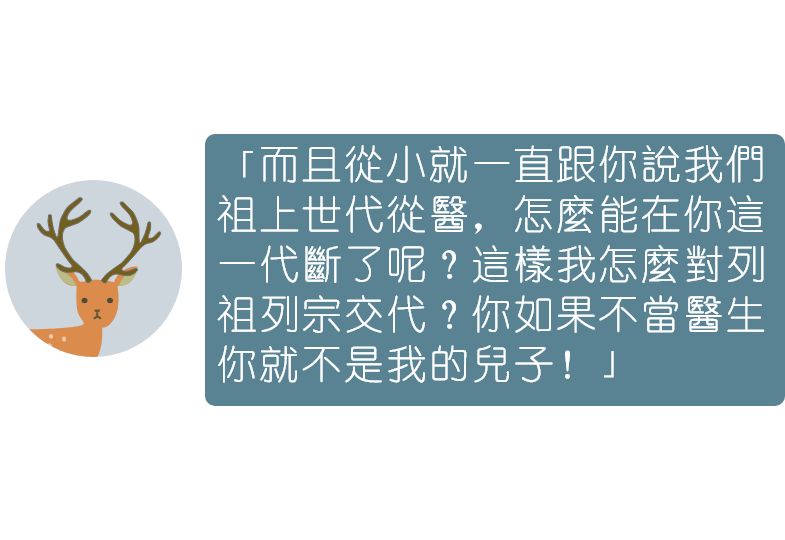 「而且從小就一直跟你說我們
祖上世代從醫，怎麼能在你這
一代斷了呢？這樣我怎麼對列
祖列宗交代？你如果不當醫生
你就不是我的兒子！」